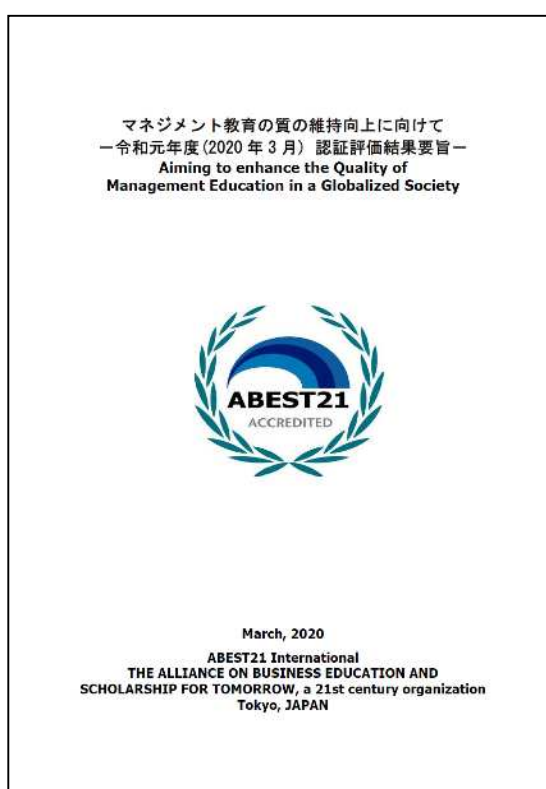 マネジメント教育の質の維持向上に向けて
－令和元年度(2020 年 3 月) 認証評価結果要旨－
Aiming to enhance the Quality of
Management Education in a Globalized Society
ABEST21
ACCREDITED
March, 2020
ABEST21 International
THE ALLIANCE ON BUSINESS EDUCATION AND
SCHOLARSHIP FOR TOMORROW, a 21st century organization
Tokyo, JAPAN